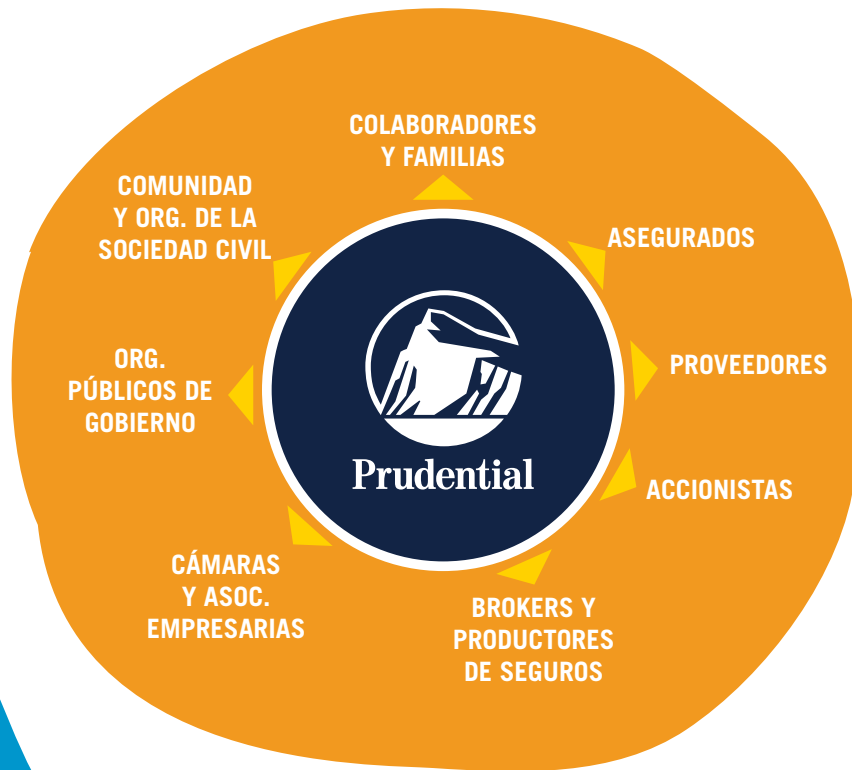 COLABORADORES
Y FAMILIAS
ASEGURADOS
PROVEEDORES
ACCIONISTAS
BROKERS Y
PRODUCTORES
DE SEGUROS
CÁMARAS
Y ASOC.
EMPRESARIAS
ORG.
PÚBLICOS DE
GOBIERNO
COMUNIDAD
Y ORG. DE LA
SOCIEDAD CIVIL
Prudential